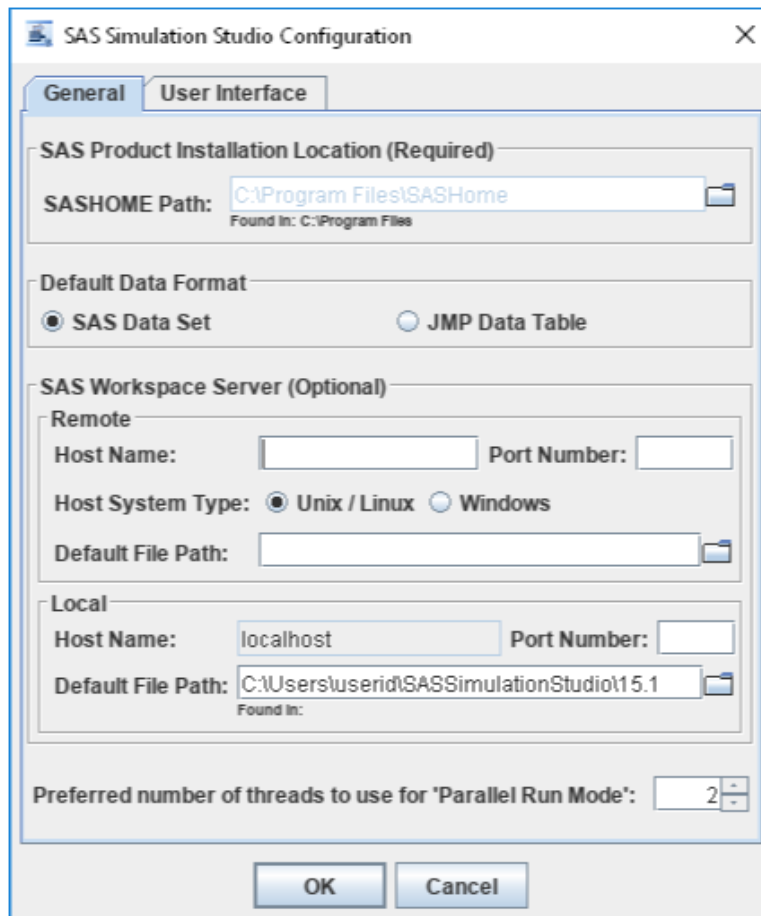 SAS Simulation Studio Configuration
General User Interface
SAS Product Installation Location (Required)
SASHOME Path: C:\Program Files\SASHome
Found In: C:\Program Files
Default Data Format
SAS Data Set JMP Data Table
SAS Workspace Server (Optional)
Remote
Host Name: Port Number:
Host System Type: Unix / Linux Windows
Default File Path:
Local
Host Name: localhost Port Number:
Default File Path: C:\Users\userid\SASSimulationStudio\15.1
Found In:
Preferred number of threads to use for 'Parallel Run Mode': 2
OK Cancel